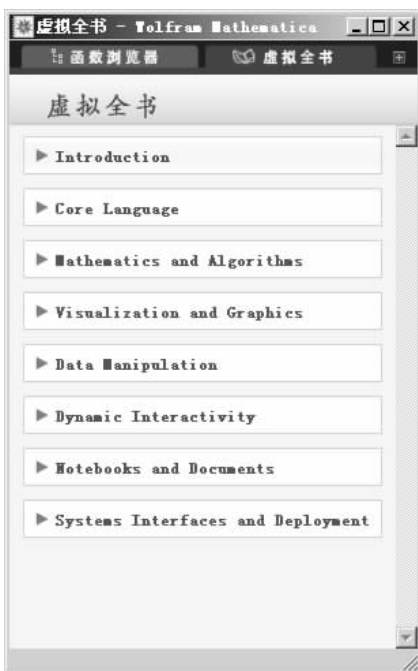 虚拟全书 - Wolfram Mathematica
函数浏览器 虚拟全书
虚拟全书
Introduction
Core Language
Mathematics and Algorithms
Visualization and Graphics
Data Manipulation
Dynamic Interactivity
Notebooks and Documents
Systems Interfaces and Deployment